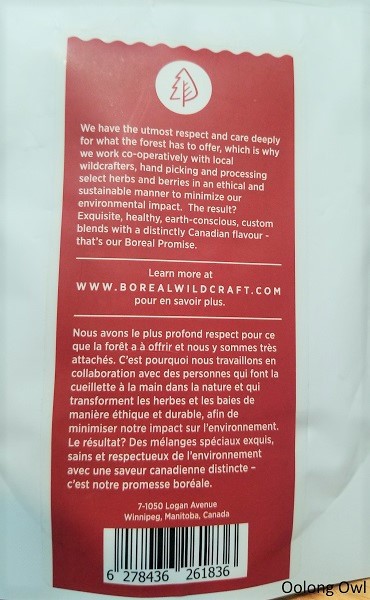 We have the utmost respect and care deeply
for what the forest has to offer, which is why
we work co-operatively with local
wildcrafters, hand picking and processing
select herbs and berries in an ethical and
sustainable manner to minimize our
environmental impact. The result?
Exquisite, healthy, earth-conscious, custom
blends with a distinctly Canadian flavour -
that's our Boreal Promise.
Learn more at
WWW.BOREALWILDCRAFT.COM
pour en savoir plus.
Nous avons le plus profond respect pour ce
que la forêt a à offrir et nous y sommes très
attachés. C'est pourquoi nous travaillons en
collaboration avec des personnes qui font la
cueillette à la main dans la nature et qui
transforment les herbes et les baies de
manière éthique et durable, afin de
minimiser notre impact sur l'environnement.
Le résultat? Des mélanges spéciaux exquis,
sains et respectueux de l'environnement
avec une saveur canadienne distincte –
c'est notre promesse boréale.
7-1050 Logan Avenue
Winnipeg, Manitoba, Canada
6 278436 261836
Oolong Owl